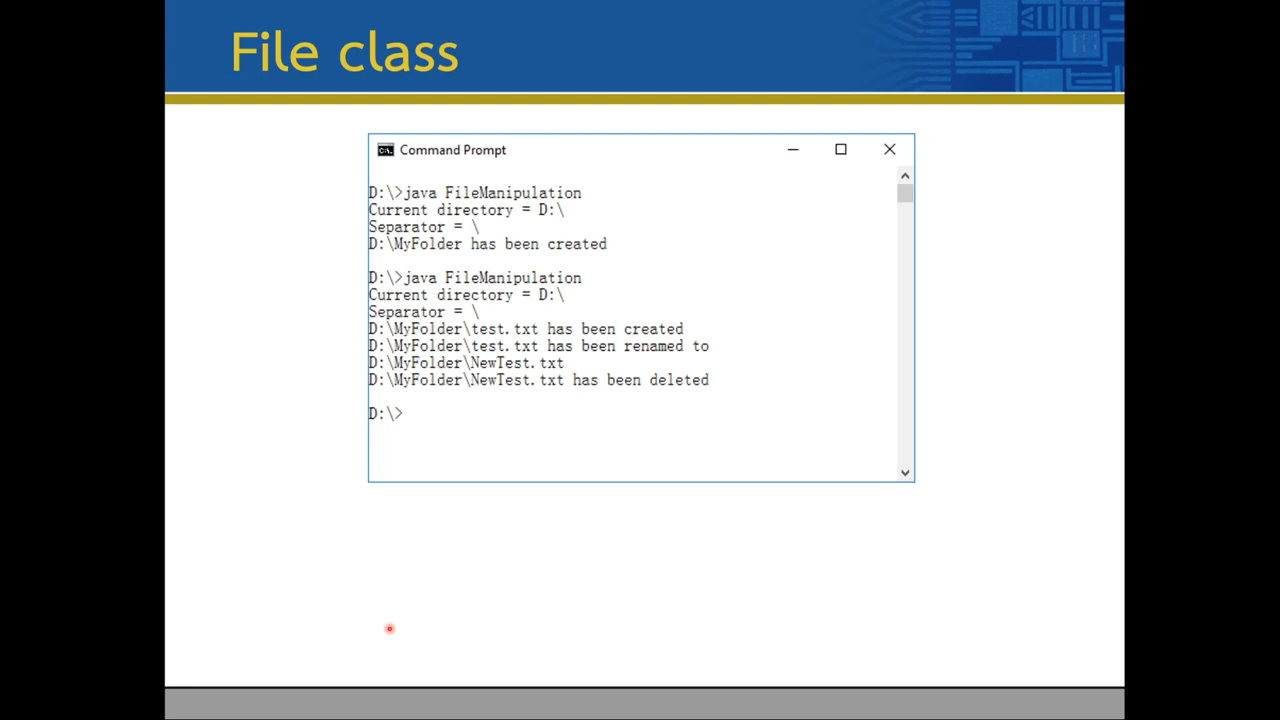 File class
Command Prompt
D:\>java FileManipulation
Current directory = D:\
Separator = \
D:\MyFolder has been created
D:\>java FileManipulation
Current directory = D:\
Separator = \
D:\MyFolder\test.txt has been created
D:\MyFolder\test.txt has been renamed to
D:\MyFolder\NewTest.txt
D:\MyFolder\NewTest.txt has been deleted
D:\>